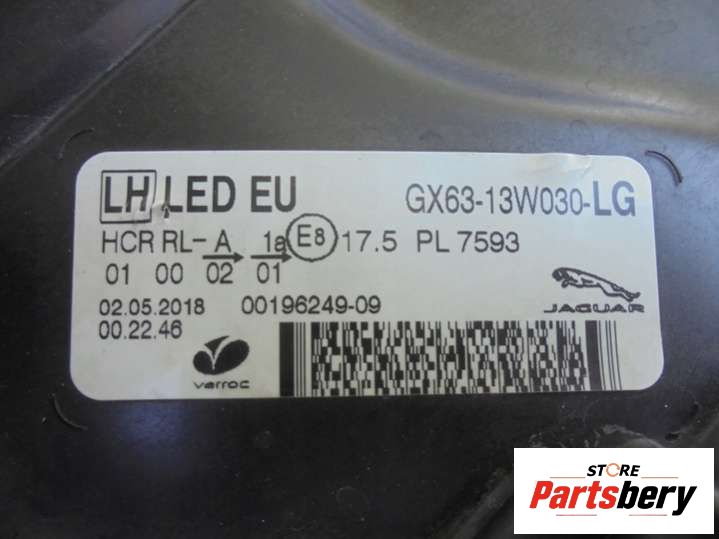 LH LED EU GX63-13W030-LG
HCR RL- A 1a E8 17.5 PL 7593
01 00 02 01
02.05.2018 00196249-09
00.22.46
JAGUAR
varroc
STORE
Partsbery